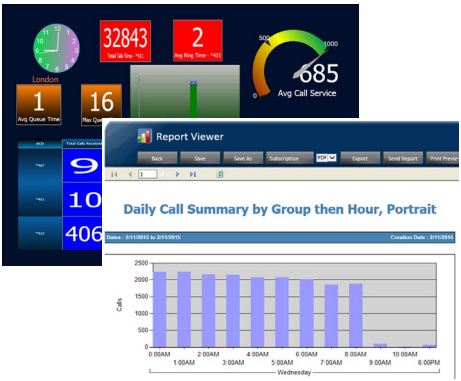 12
32843
Total Talk Time - *411
2
Avg Ring Time - *411
500
1000
0
685
Avg Call Service
London
1
Avg Queue Time
16
ACD
Total Calls Received
*407
9
*411
10
406
Report Viewer
Back
Save
Save As
Subscription
PDF
Export
Send Report
Print Preview
1
Daily Call Summary by Group then Hour, Portrait
Dates : 2/11/2015 to 2/11/2015
Creation Date : 2/11/2015
2500
2000
1500
1000
500
0
Calls
0:00AM
2:00AM
4:00AM
6:00AM
8:00AM
10:00AM
1:00AM
3:00AM
5:00AM
7:00AM
9:00AM
6:00PM
Wednesday